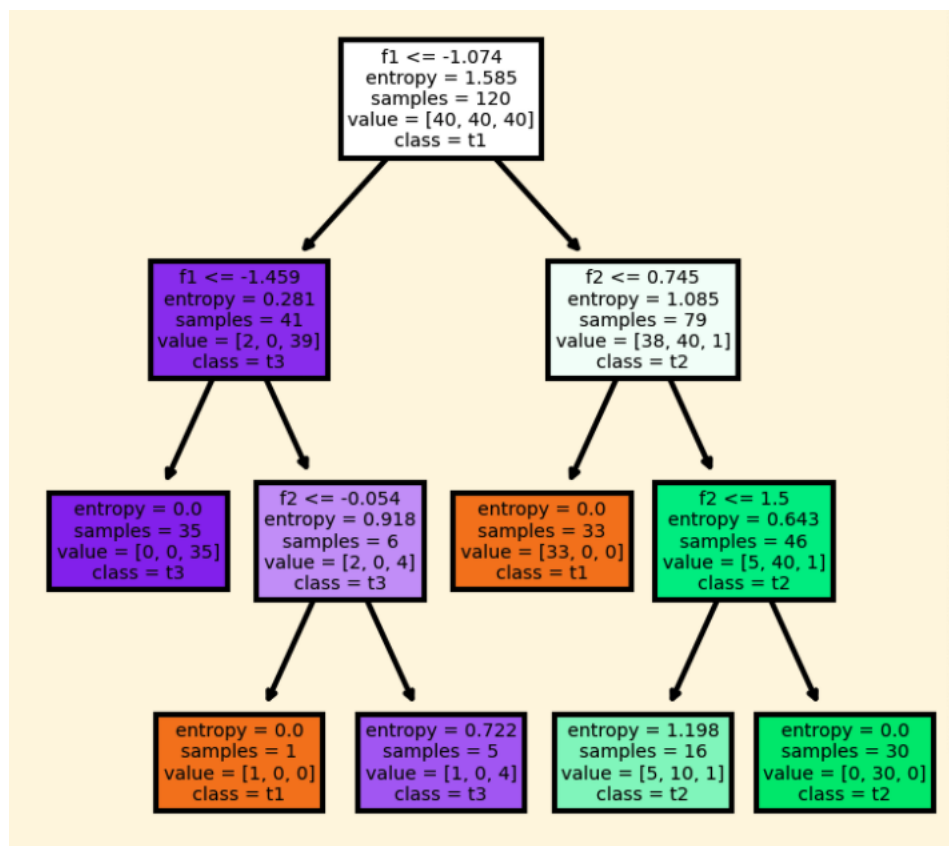 f1 <= -1.074
entropy = 1.585
samples = 120
value = [40, 40, 40]
class = t1
f1 <= -1.459
entropy = 0.281
samples = 41
value = [2, 0, 39]
class = t3
f2 <= 0.745
entropy = 1.085
samples = 79
value = [38, 40, 1]
class = t2
entropy = 0.0
samples = 35
value = [0, 0, 35]
class = t3
f2 <= -0.054
entropy = 0.918
samples = 6
value = [2, 0, 4]
class = t3
entropy = 0.0
samples = 33
value = [33, 0, 0]
class = t1
f2 <= 1.5
entropy = 0.643
samples = 46
value = [5, 40, 1]
class = t2
entropy = 0.0
samples = 1
value = [1, 0, 0]
class = t1
entropy = 0.722
samples = 5
value = [1, 0, 4]
class = t3
entropy = 1.198
samples = 16
value = [5, 10, 1]
class = t2
entropy = 0.0
samples = 30
value = [0, 30, 0]
class = t2